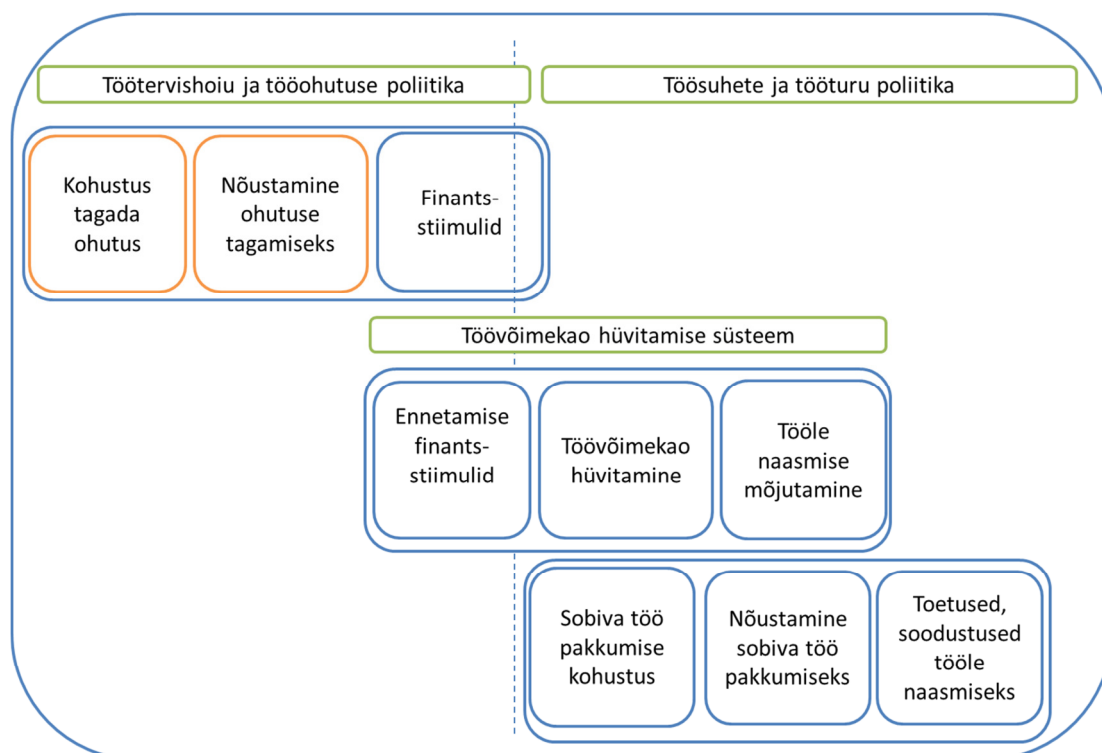 Töötervishoiu ja tööohutuse poliitika
Töösuhete ja tööturu poliitika
Kohustus
tagada
ohutus
Nõustamine
ohutuse
tagamiseks
Finants-
stiimulid
Töövõimekao hüvitamise süsteem
Ennetamise
finants-
stiimulid
Töövõimekao
hüvitamine
Tööle
naasmise
mõjutamine
Sobiva töö
pakkumise
kohustus
Nõustamine
sobiva töö
pakkumiseks
Toetused,
soodustused
tööle
naasmiseks